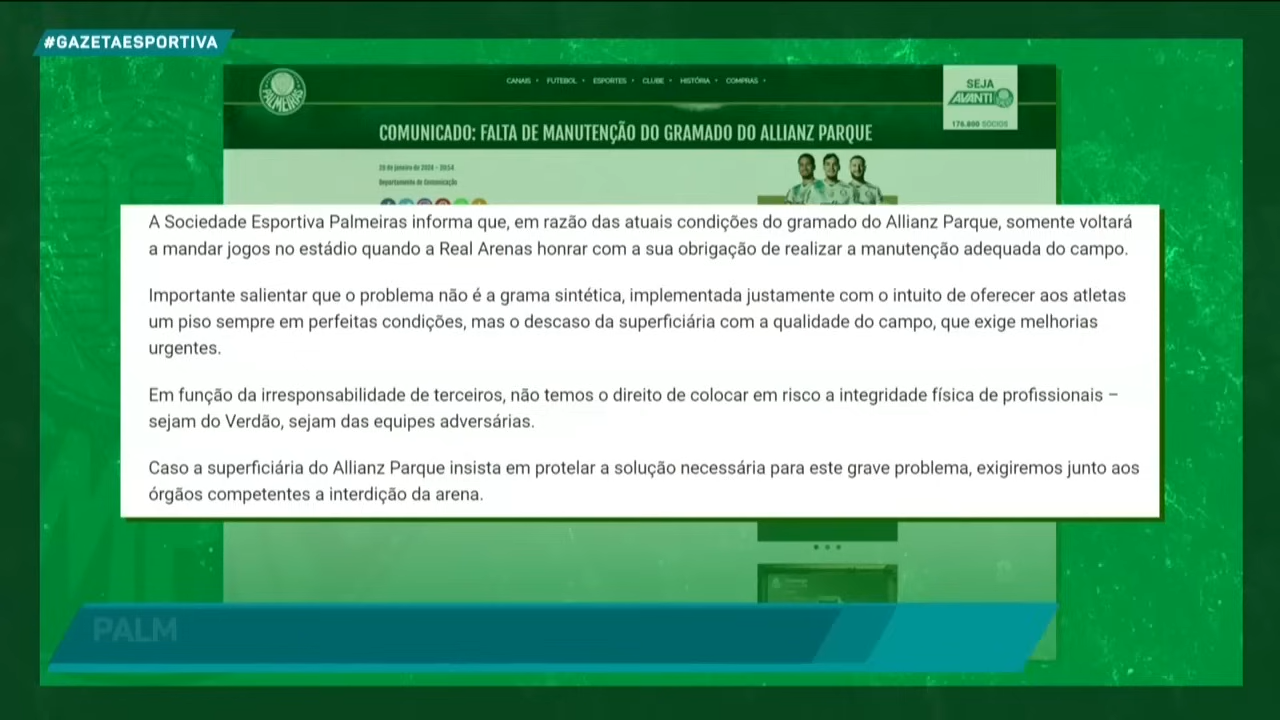 #GAZETAESPORTIVA
PALMEIRAS
CANAIS FUTEBOL ESPORTES CLUBE HISTÓRIA COMPRAS
SEJA
AVANTI
176.800 SÓCIOS
COMUNICADO: FALTA DE MANUTENÇÃO DO GRAMADO DO ALLIANZ PARQUE
Departamento de Comunicação
A Sociedade Esportiva Palmeiras informa que, em razão das atuais condições do gramado do Allianz Parque, somente voltará
a mandar jogos no estádio quando a Real Arenas honrar com a sua obrigação de realizar a manutenção adequada do campo.
Importante salientar que o problema não é a grama sintética, implementada justamente com o intuito de oferecer aos atletas
um piso sempre em perfeitas condições, mas o descaso da superficiária com a qualidade do campo, que exige melhorias
urgentes.
Em função da irresponsabilidade de terceiros, não temos o direito de colocar em risco a integridade física de profissionais –
sejam do Verdão, sejam das equipes adversárias.
Caso a superficiária do Allianz Parque insista em protelar a solução necessária para este grave problema, exigiremos junto aos
órgãos competentes a interdição da arena.
PALM